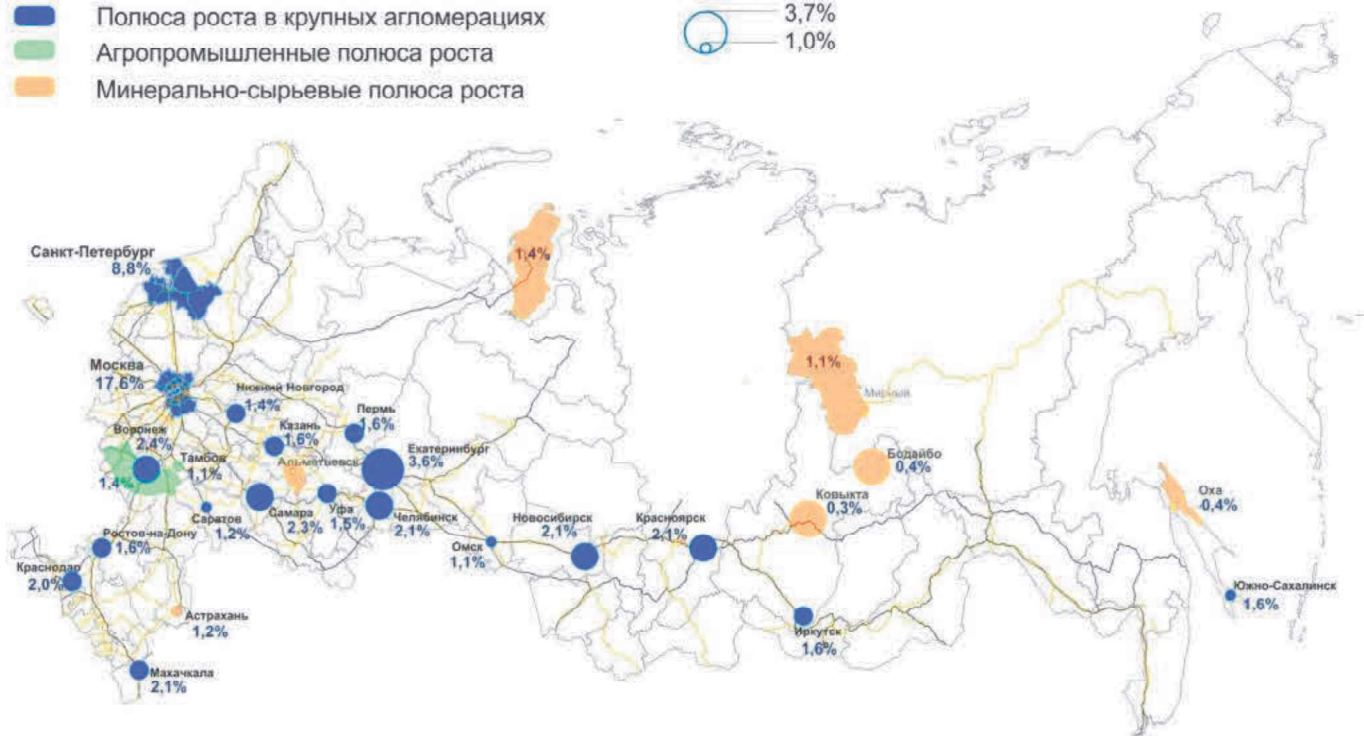 Полюса роста в крупных агломерациях
Агропромышленные полюса роста
Минерально-сырьевые полюса роста
3,7%
1,0%
Санкт-Петербург
8,8%
1,4%
Москва
17,6%
Нижний Новгород
1,4%
Казань
1,6%
Пермь
1,6%
Екатеринбург
3,6%
Воронеж
2,4%
1,4%
Тамбов
1,1%
Альметьевск
Саратов
1,2%
Самара
2,3%
Уфа
1,5%
Челябинск
2,1%
Омск
1,1%
Новосибирск
2,1%
Красноярск
2,1%
1,1%
Мирный
Бодайбо
0,4%
Ковыкта
0,3%
Оха
0,4%
Ростов-на-Дону
1,6%
Краснодар
2,0%
Астрахань
1,2%
Махачкала
2,1%
Иркутск
1,6%
Южно-Сахалинск
1,6%